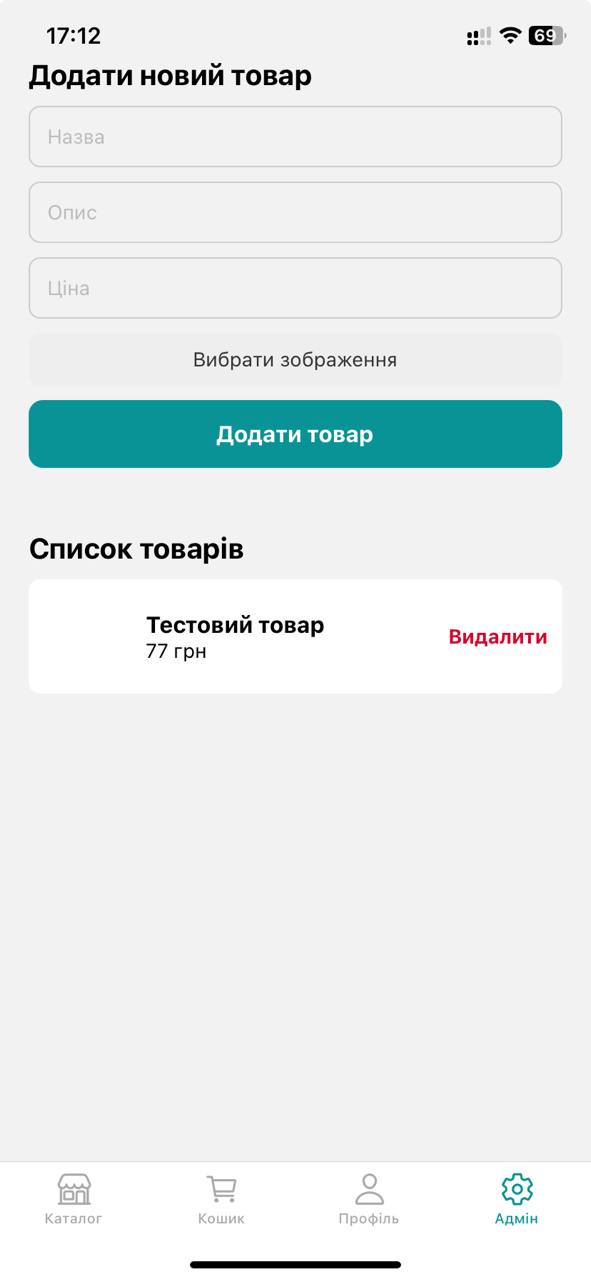 17:12
69
Додати новий товар
Назва
Опис
Ціна
Вибрати зображення
Додати товар
Список товарів
Тестовий товар
77 грн
Видалити
Каталог
Кошик
Профіль
Адмін